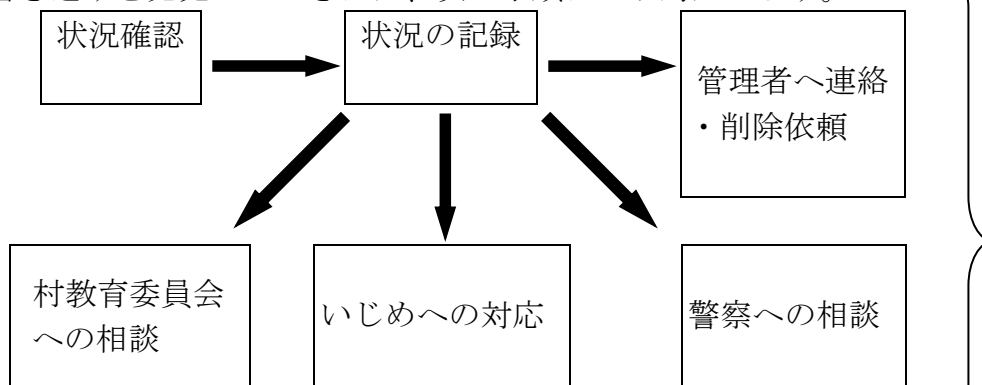 状況確認
状況の記録
管理者へ連絡
・削除依頼
村教育委員会
への相談
いじめへの対応
警察への相談